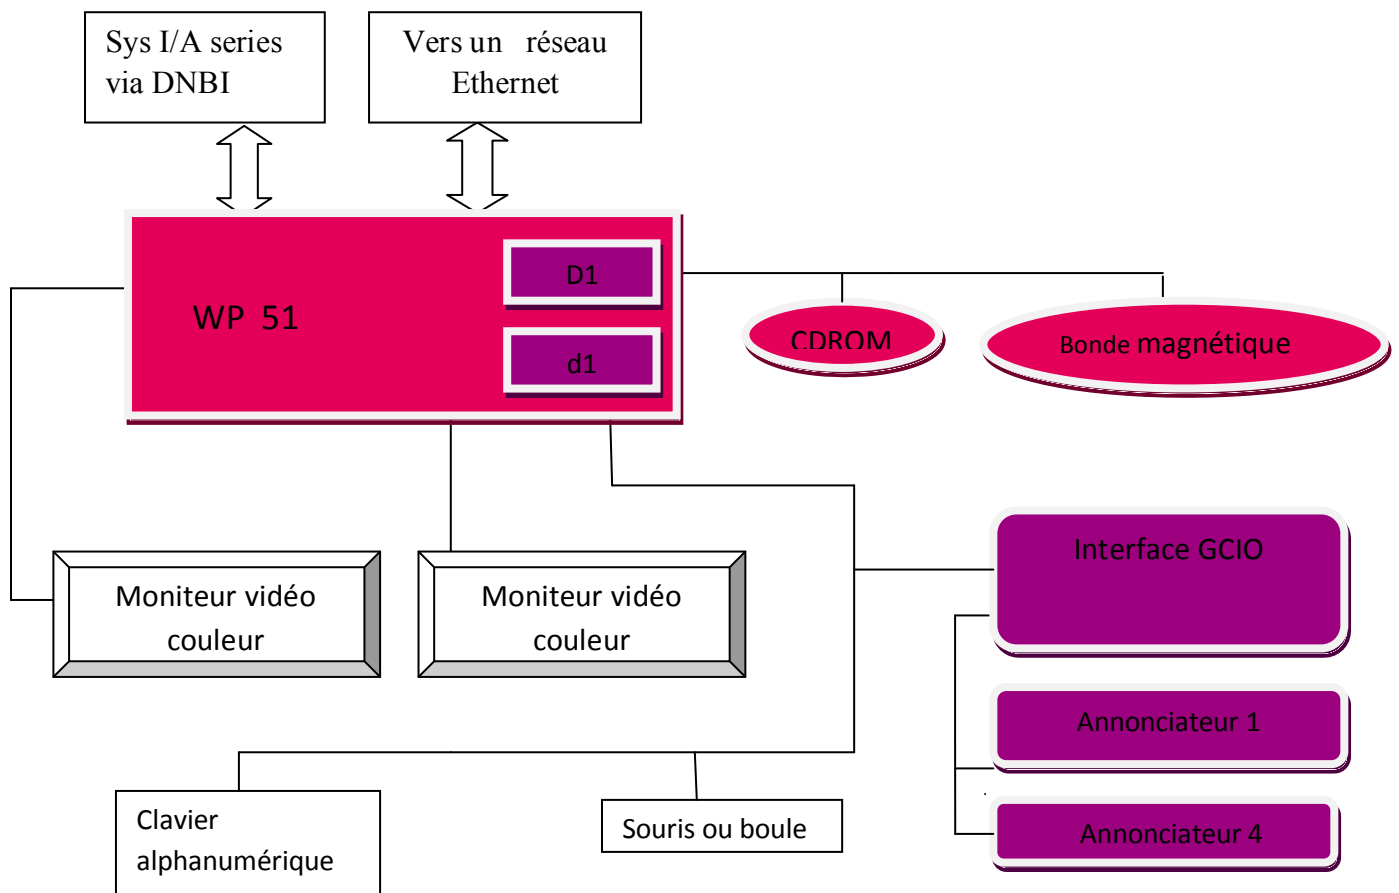 Sys I/A series
via DNBI
Vers un réseau
Ethernet
WP 51
D1
d1
CDROM
Bonde magnétique
Interface GCIO
Moniteur vidéo
couleur
Moniteur vidéo
couleur
Annonciateur 1
Annonciateur 4
Clavier
alphanumérique
Souris ou boule